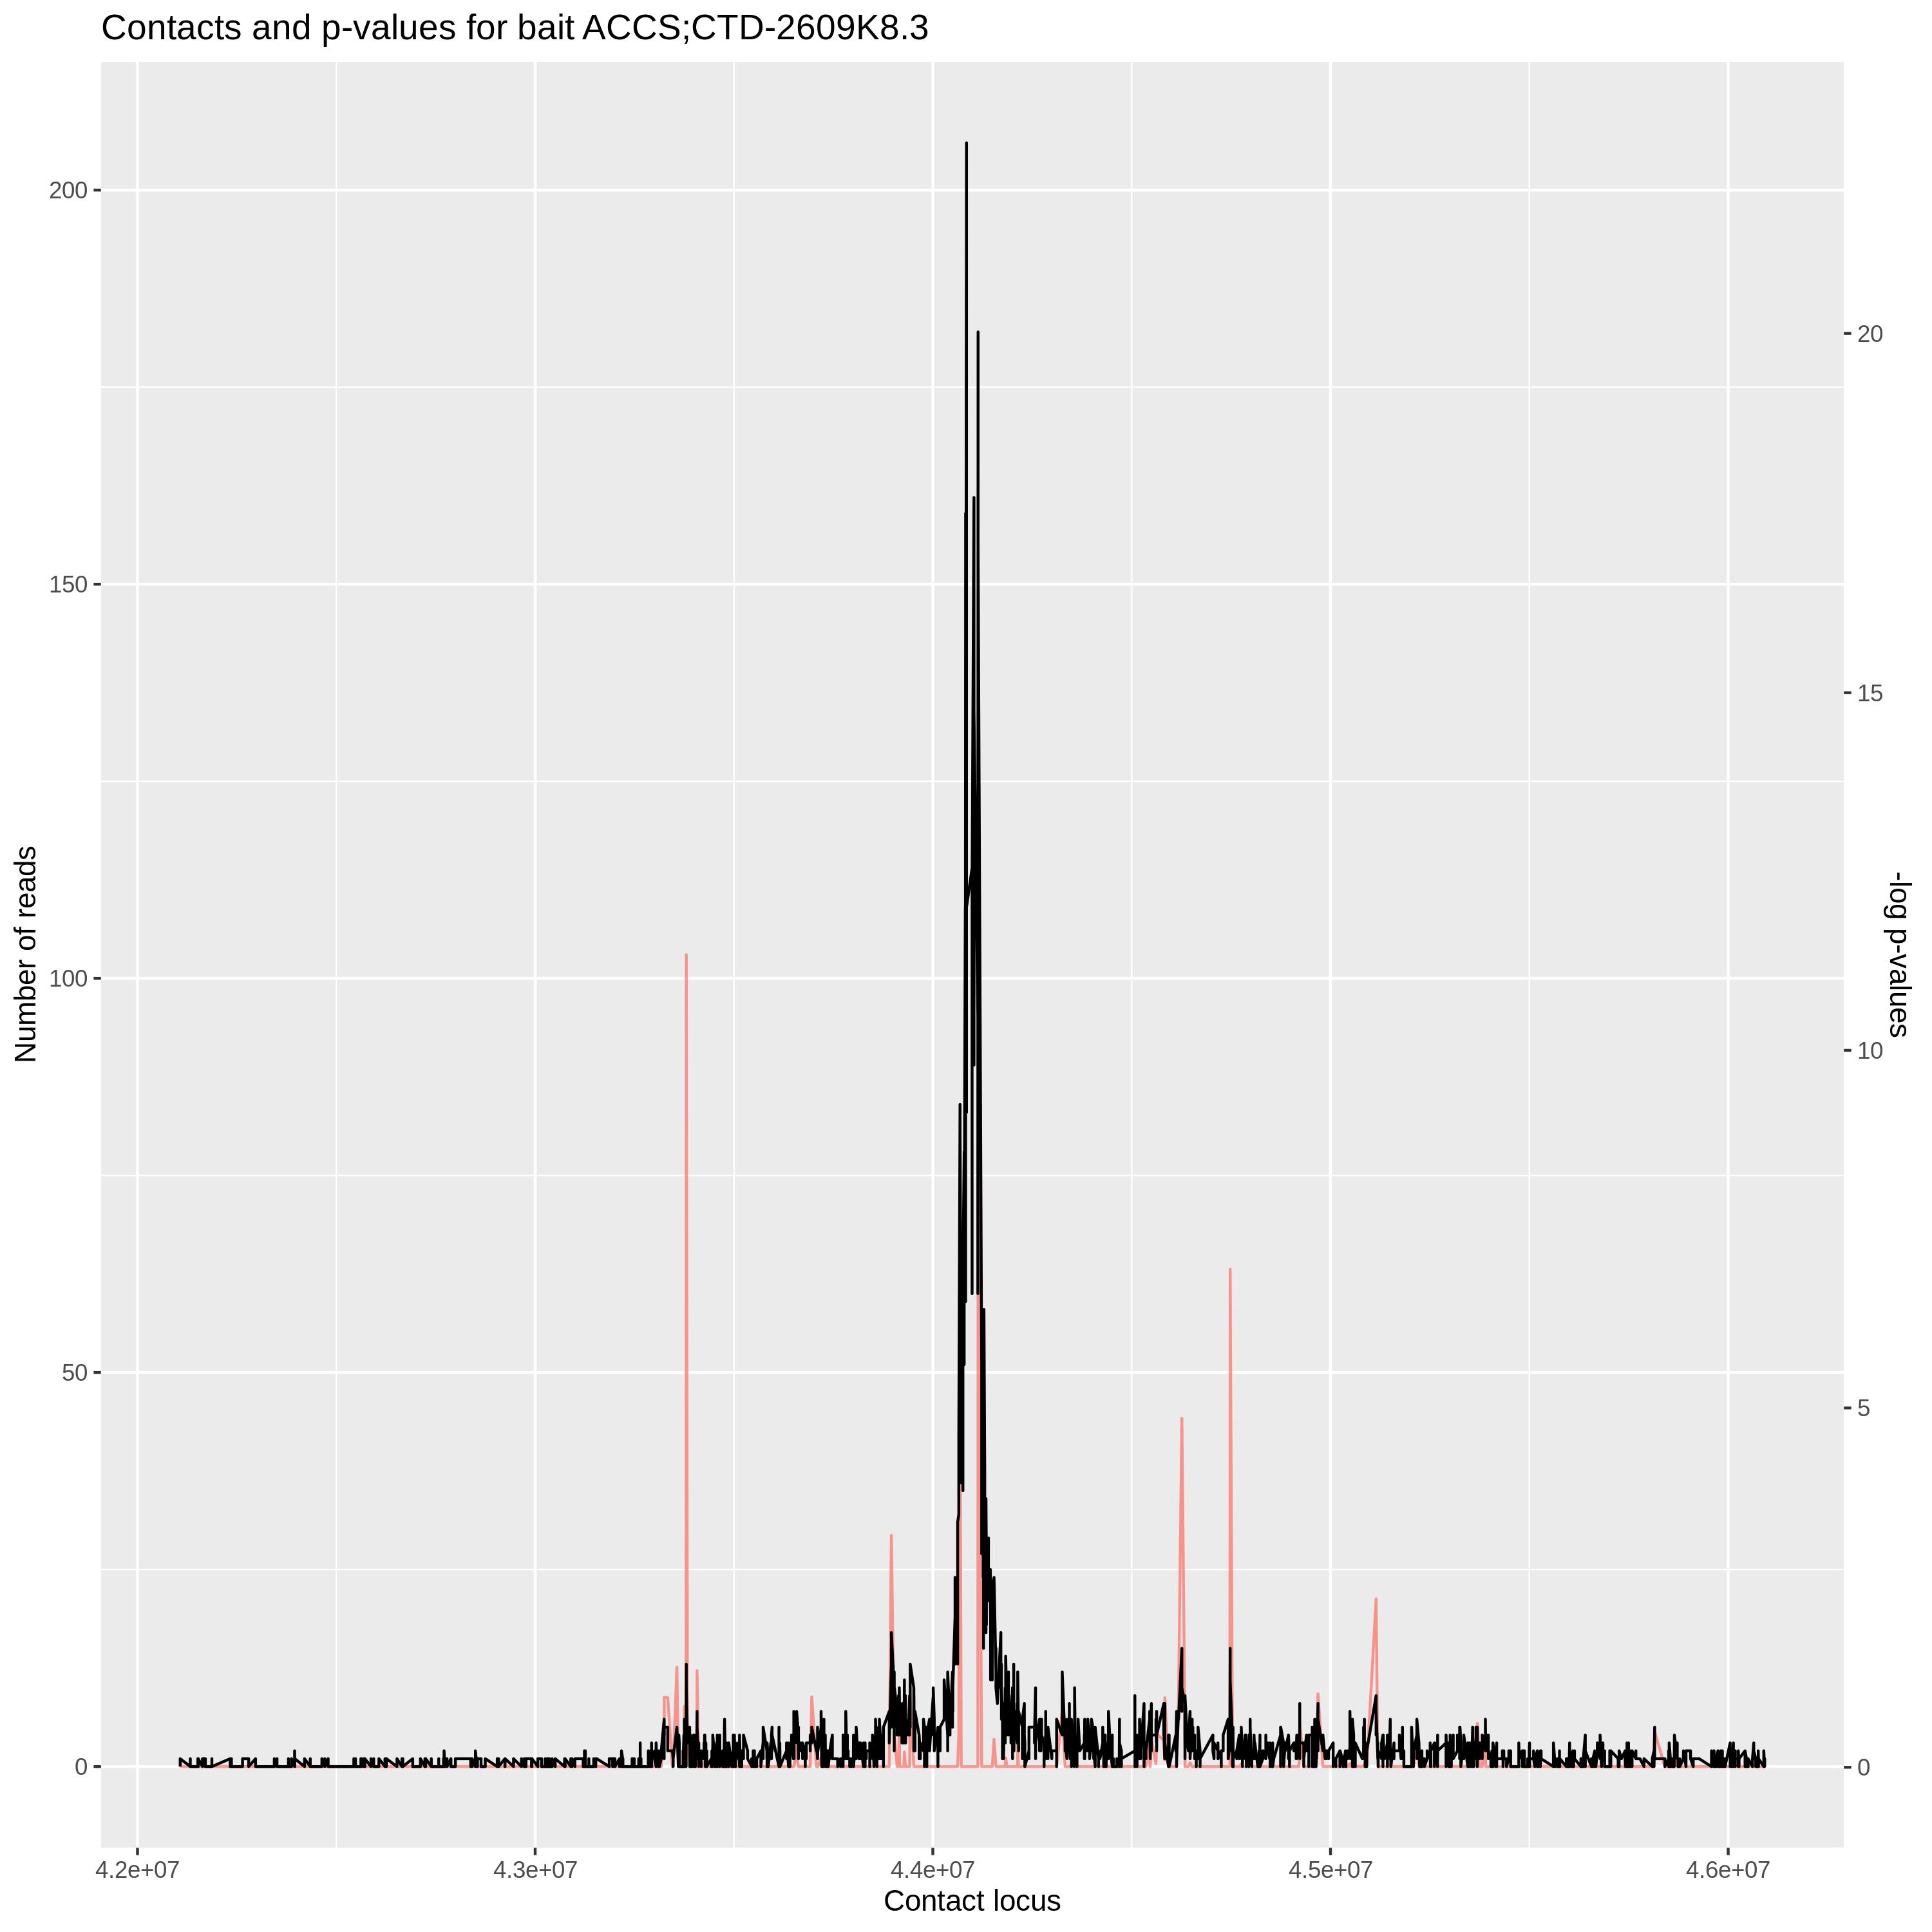 Contacts and p-values for bait ACCS;CTD-2609K8.3
200
150
100
50
0
Number of reads
20
15
10
5
0
-log p-values
4.2e+07
4.3e+07
4.4e+07
4.5e+07
4.6e+07
Contact locus